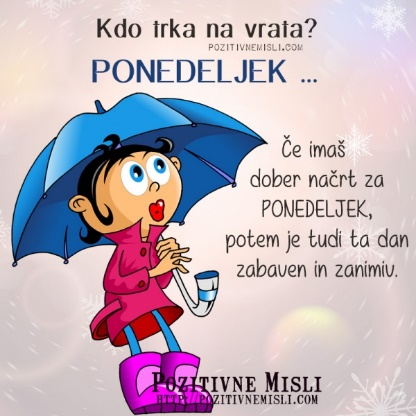 Kdo trka na vrata?
POZITIVNEMISLI.COM
PONEDELJEK ...
Če imaš
dober načrt za
PONEDELJEK,
potem je tudi ta dan
zabaven in zanimiv.
POZITIVNE MISLI
HTTP://POZITIVNEMISLI.COM